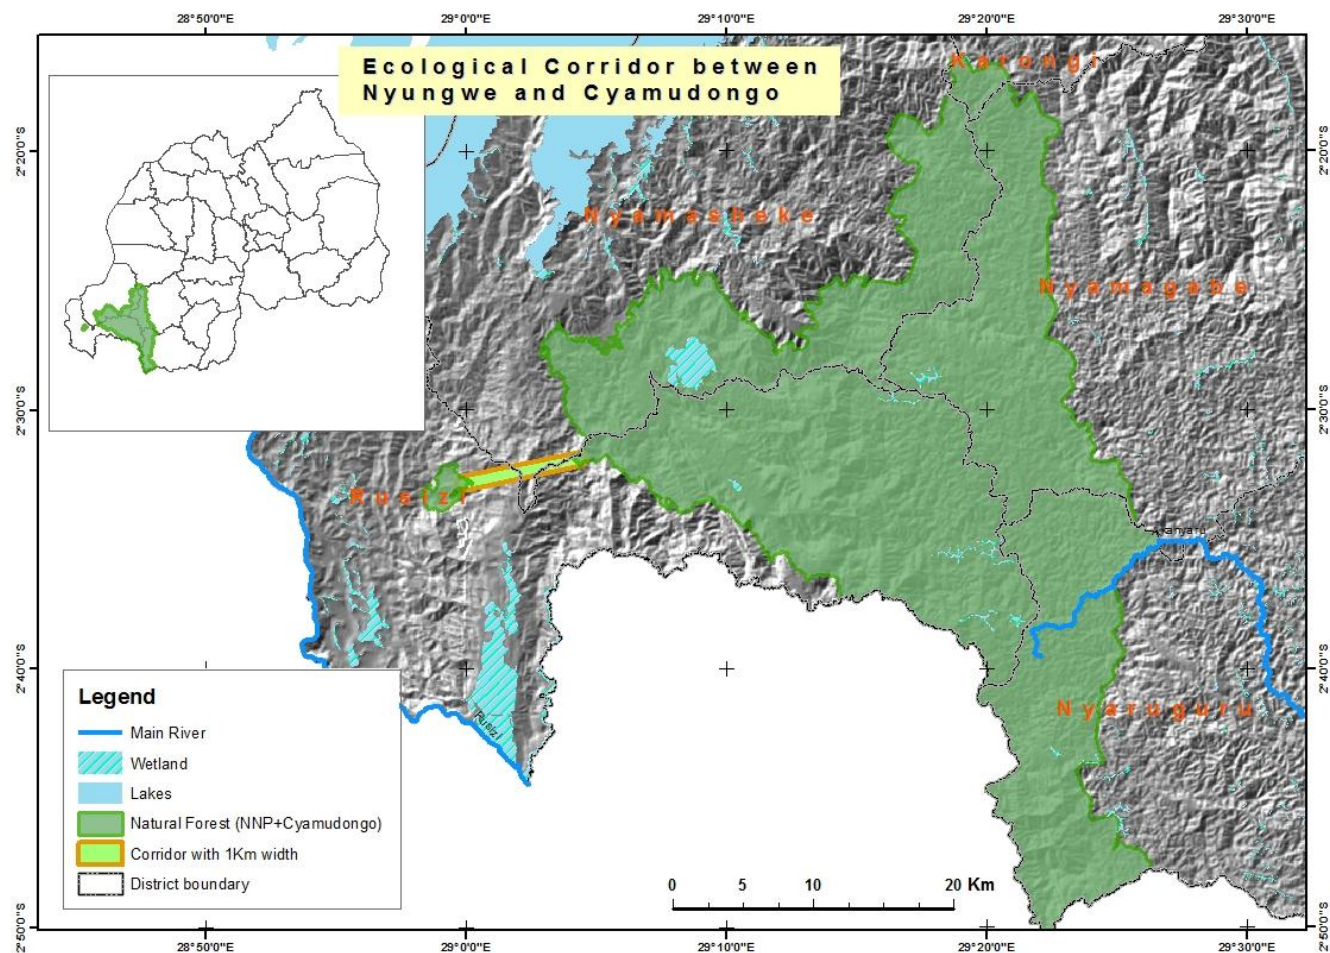 28°50'0"E 29°0'0"E 29°10'0"E 29°20'0"E 29°30'0"E
Ecological Corridor between
Nyungwe and Cyamudongo
Karongi
2°20'0"S 2°20'0"S
Nyamasheke
Nyamagabe
2°30'0"S 2°30'0"S
Rusizi
2°40'0"S 2°40'0"S
Nyaruguru
Rusizi
Legend
Main River
Wetland
Lakes
Natural Forest (NNP+Cyamudongo)
Corridor with 1Km width
District boundary
0 5 10 20 Km
2°50'0"S 2°50'0"S
28°50'0"E 29°0'0"E 29°10'0"E 29°20'0"E 29°30'0"E